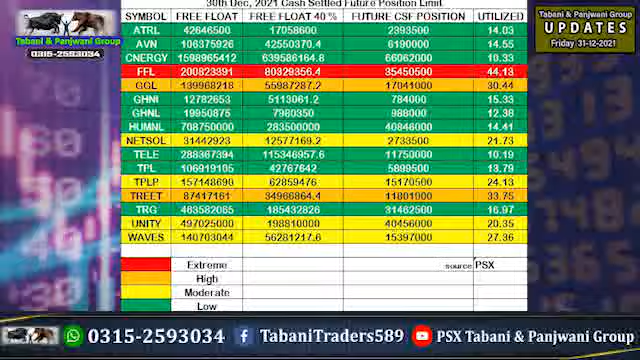 30th Dec, 2021 Cash Settled Future Position Limit
Tabani & Panjwani Group
0315-2593034
Tabani & Panjwani Group
UPDATES
Friday 31-12-2021
SYMBOL FREE FLOAT FREE FLOAT 40 % FUTURE CSF POSITION UTILIZED
ATRL 42646500 17058600 2393500 14.03
AVN 106375926 42550370.4 6190000 14.55
CNERGY 1598965412 639586164.8 66062000 10.33
FFL 200823391 80329356.4 35450500 44.13
GGL 139968218 55987287.2 17041000 30.44
GHNI 12782653 5113061.2 784000 15.33
GHNL 19950875 7980350 988000 12.38
HUMNL 708750000 283500000 40846000 14.41
NETSOL 31442923 12577169.2 2733500 21.73
TELE 288367394 115346957.6 11750000 10.19
TPL 106919105 42767642 5899500 13.79
TPLP 157148690 62859476 15170500 24.13
TREET 87417161 34966864.4 11801000 33.75
TRG 463582065 185432826 31462500 16.97
UNITY 497025000 198810000 40456000 20.35
WAVES 140703044 56281217.6 15397000 27.36
Extreme source PSX
High
Moderate
Low
Tabani & Panjwani Group 0315-2593034 TabaniTraders589 PSX Tabani & Panjwani Group